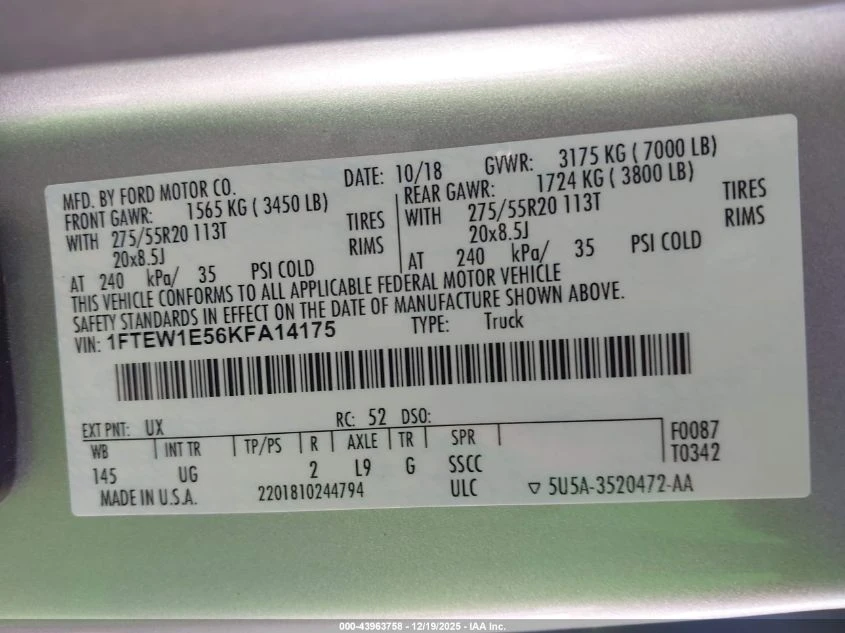 MFD. BY FORD MOTOR CO. DATE: 10/18 GVWR: 3175 KG ( 7000 LB)
FRONT GAWR: 1565 KG ( 3450 LB) REAR GAWR: 1724 KG ( 3800 LB)
WITH 275/55R20 113T TIRES WITH 275/55R20 113T TIRES
20x8.5J RIMS 20x8.5J RIMS
AT 240 kPa/ 35 PSI COLD AT 240 kPa/ 35 PSI COLD
THIS VEHICLE CONFORMS TO ALL APPLICABLE FEDERAL MOTOR VEHICLE
SAFETY STANDARDS IN EFFECT ON THE DATE OF MANUFACTURE SHOWN ABOVE.
VIN: 1FTEW1E56KFA14175 TYPE: Truck
EXT PNT: UX RC: 52 DSO:
WB INT TR TP/PS R AXLE TR SPR F0087
145 UG 2 L9 G SSCC T0342
MADE IN U.S.A. 2201810244794 ULC ▽ 5U5A-3520472-AA
000-43963758 - 12/19/2025 - IAA Inc.